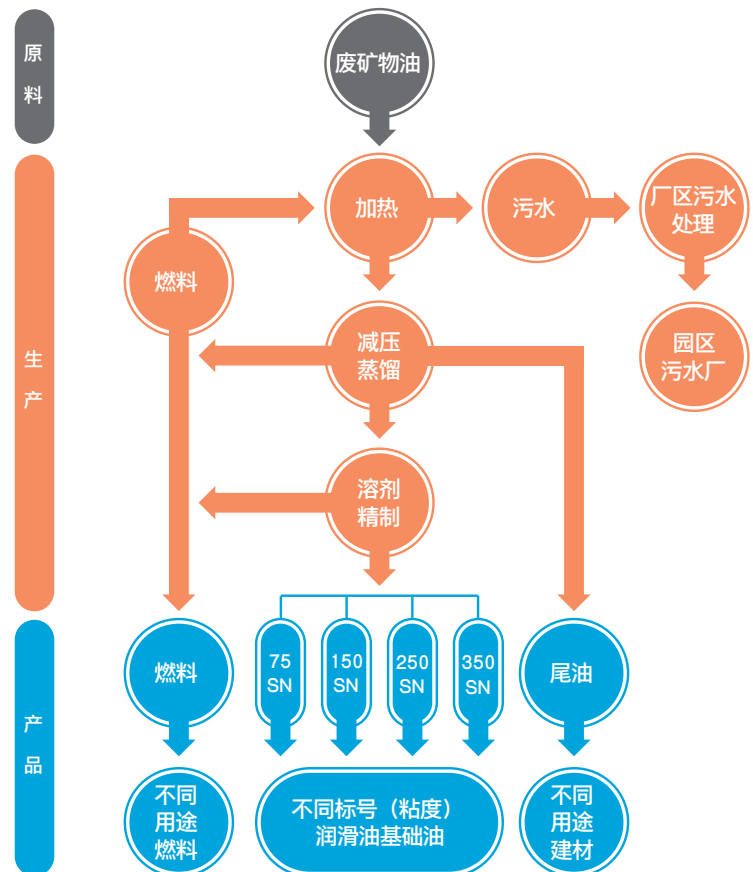 原
料
废矿物油
生
产
加热
污水
厂区污水
处理
燃料
减压
蒸馏
园区
污水厂
溶剂
精制
产
品
燃料
75
SN
150
SN
250
SN
350
SN
尾油
不同
用途
燃料
不同标号（粘度）
润滑油基础油
不同
用途
建材